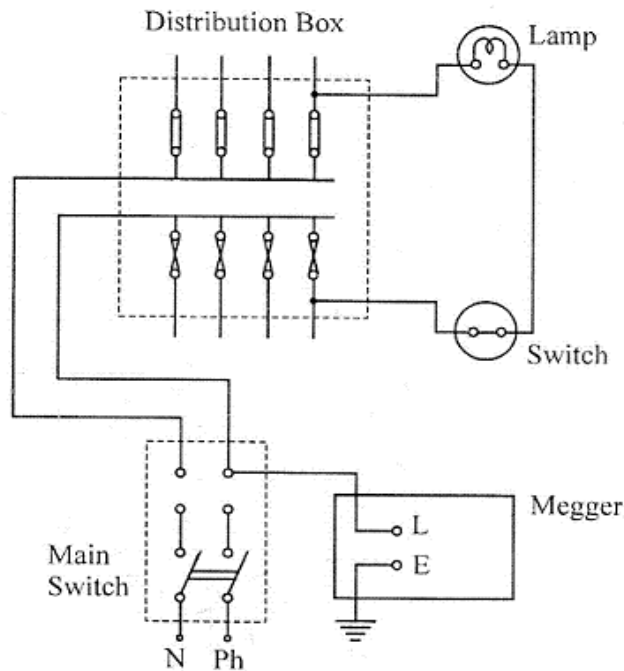 Distribution Box
Lamp
Switch
L
Megger
E
Main
Switch
N Ph